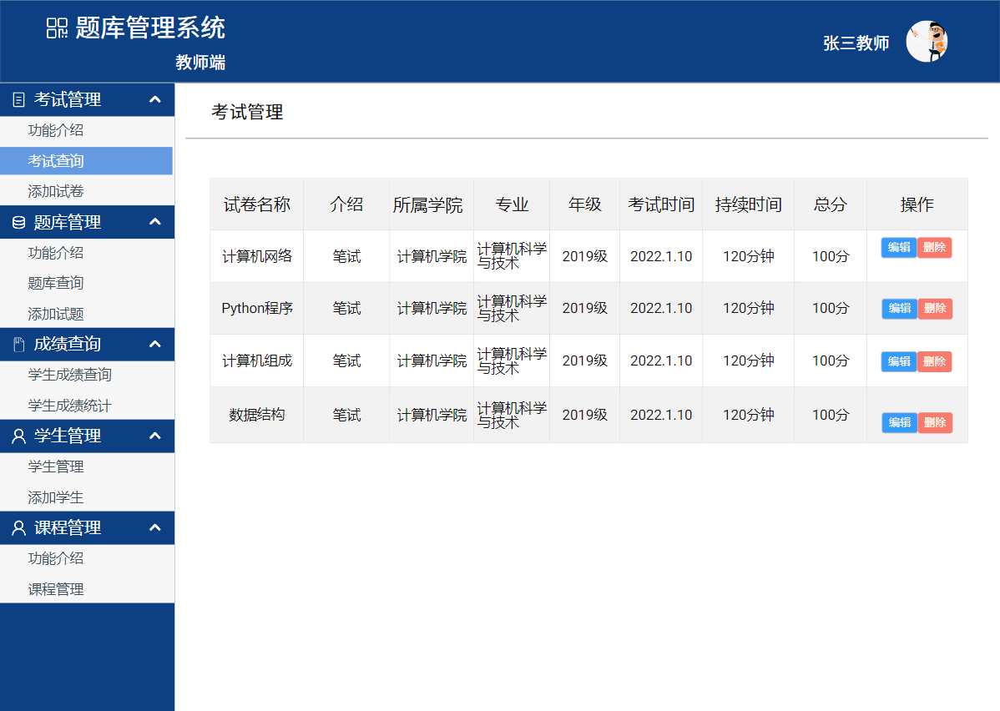 题库管理系统
教师端
张三教师
考试管理
功能介绍
考试查询
添加试卷
题库管理
功能介绍
题库查询
添加试题
成绩查询
学生成绩查询
学生成绩统计
学生管理
学生管理
添加学生
课程管理
功能介绍
课程管理
考试管理
试卷名称 介绍 所属学院 专业 年级 考试时间 持续时间 总分 操作
计算机网络 笔试 计算机学院 计算机科学与技术 2019级 2022.1.10 120分钟 100分 编辑 删除
Python程序 笔试 计算机学院 计算机科学与技术 2019级 2022.1.10 120分钟 100分 编辑 删除
计算机组成 笔试 计算机学院 计算机科学与技术 2019级 2022.1.10 120分钟 100分 编辑 删除
数据结构 笔试 计算机学院 计算机科学与技术 2019级 2022.1.10 120分钟 100分 编辑 删除